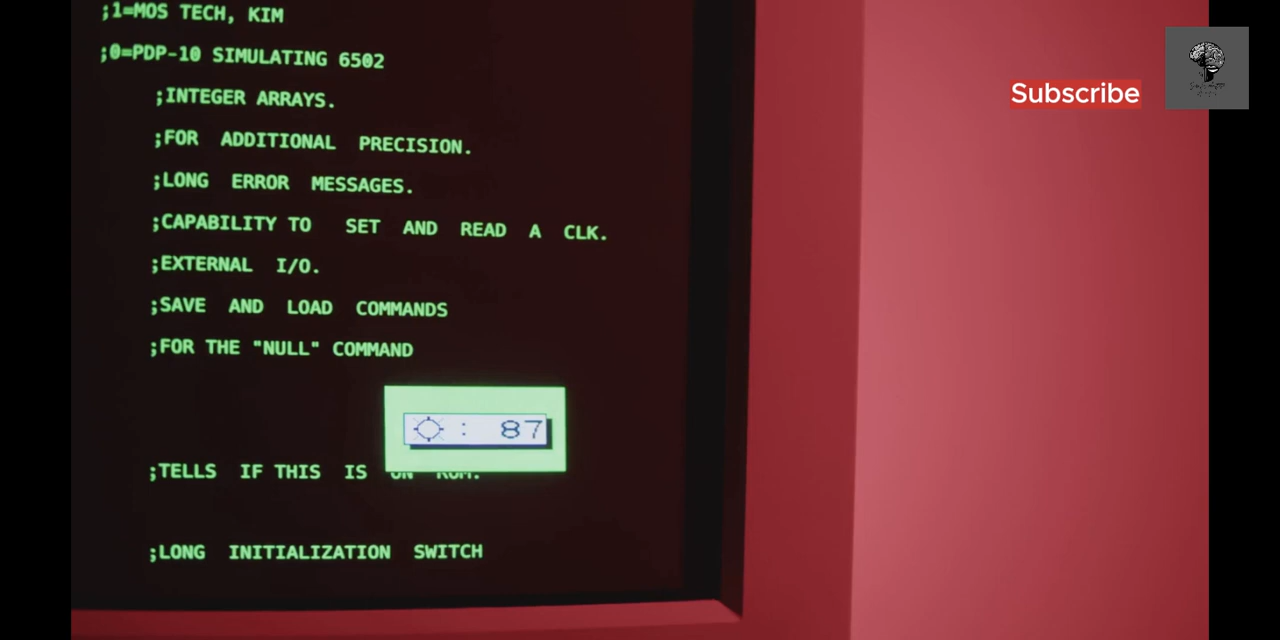 ;1=MOS TECH, KIM
;0=PDP-10 SIMULATING 6502
;INTEGER ARRAYS.
;FOR ADDITIONAL PRECISION.
;LONG ERROR MESSAGES.
;CAPABILITY TO SET AND READ A CLK.
;EXTERNAL I/O.
;SAVE AND LOAD COMMANDS
;FOR THE "NULL" COMMAND
: 87
;TELLS IF THIS IS ON ROM.
;LONG INITIALIZATION SWITCH
Subscribe